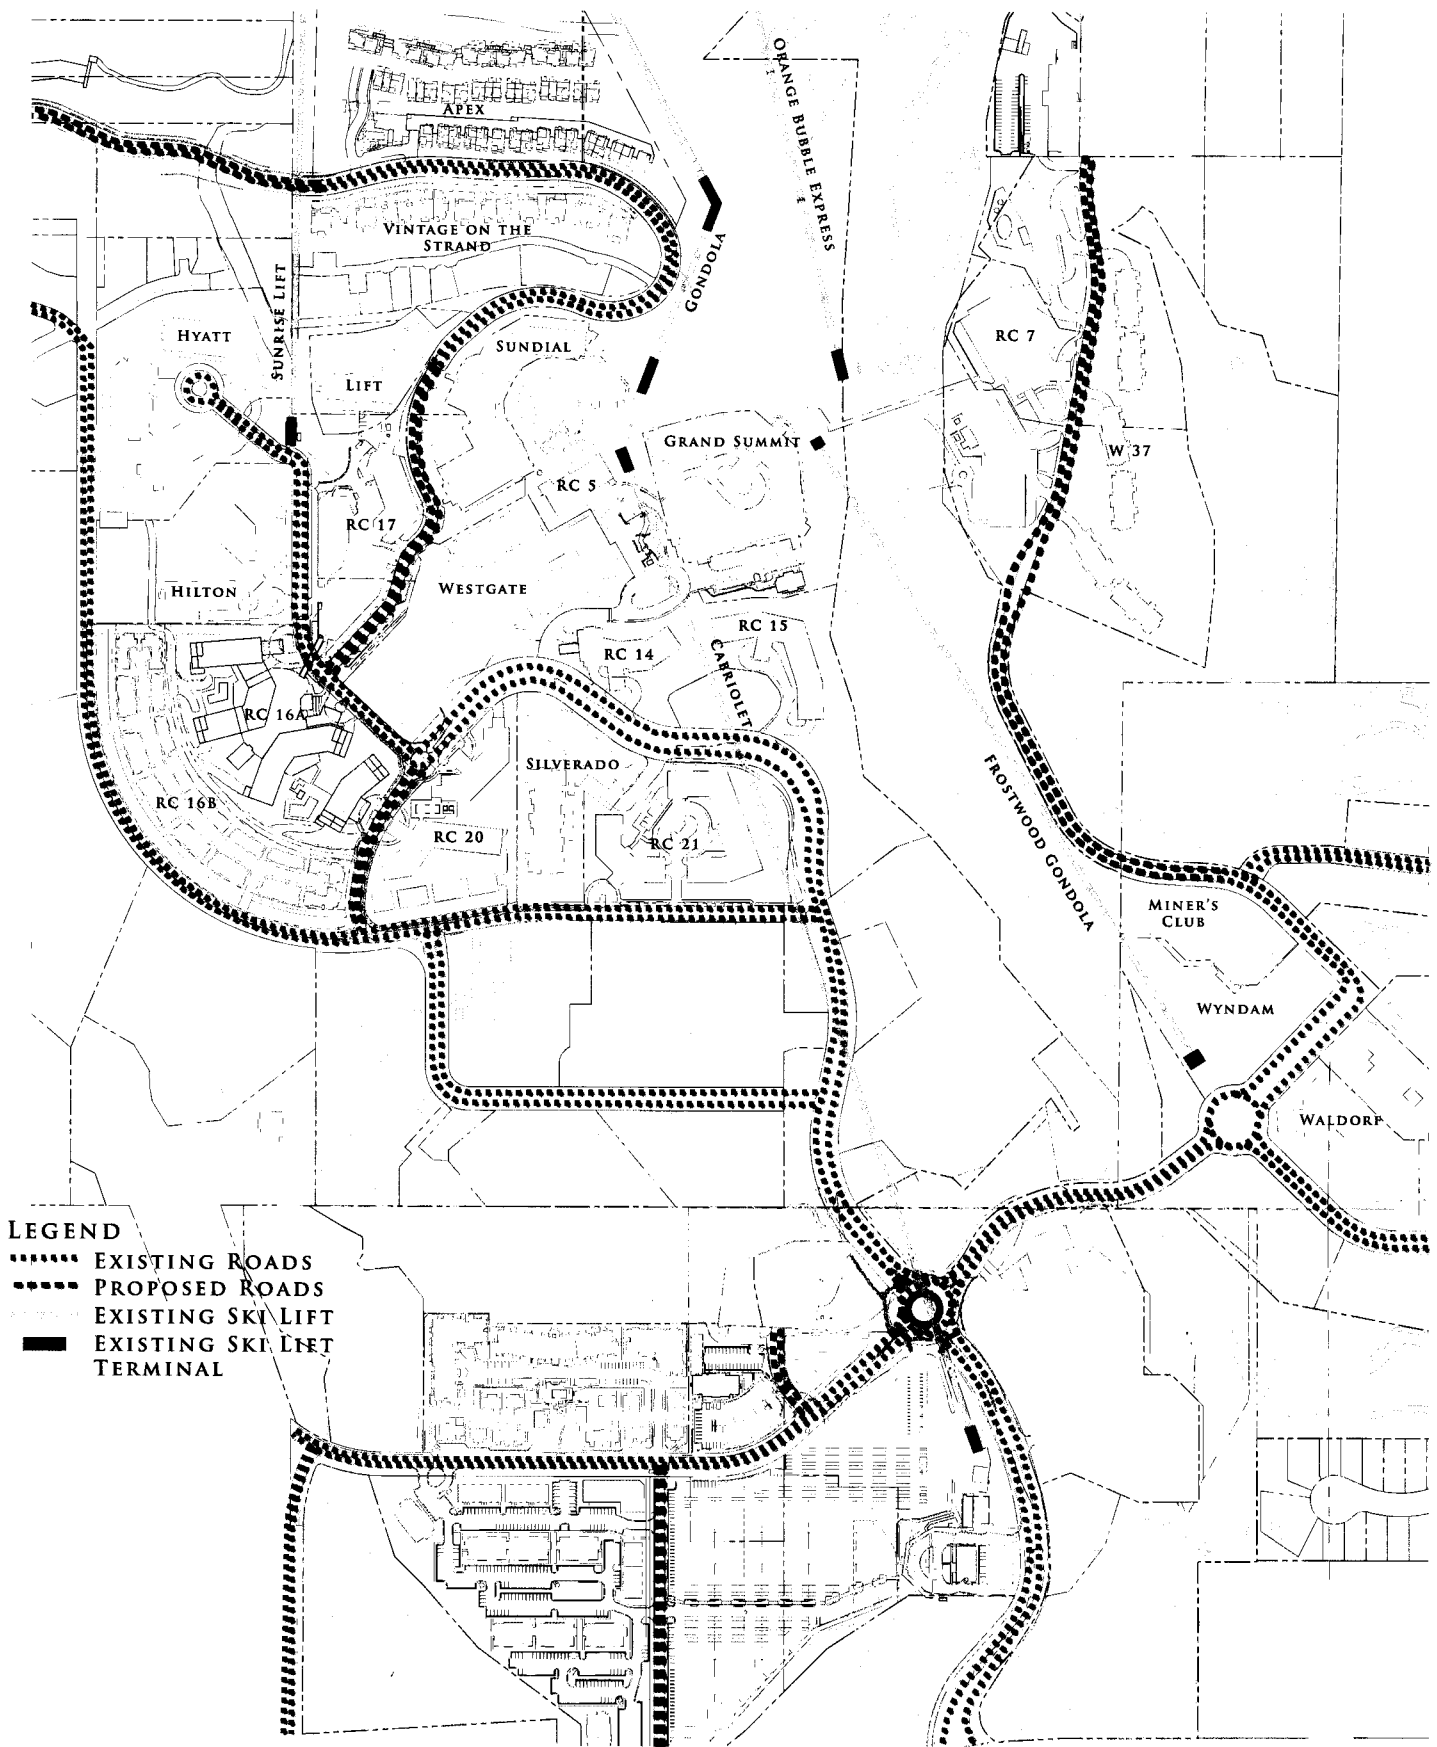 APEX
ORANGE BUBBLE EXPRESS
VINTAGE ON THE
STRAND
GONDOLA
SUNRISE LIFT
HYATT
SUNDIAL
LIFT
RC 7
GRAND SUMMIT
W 37
RC 5
RC 17
HILTON
WESTGATE
RC 15
RC 14
CABRIOLET
RC 16A
SILVERADO
RC 16B
RC 20
RC 21
FROSTWOOD GONDOLA
MINER'S
CLUB
WYNDAM
WALDORF
LEGEND
EXISTING ROADS
PROPOSED ROADS
EXISTING SKI LIFT
EXISTING SKI LIFT
TERMINAL